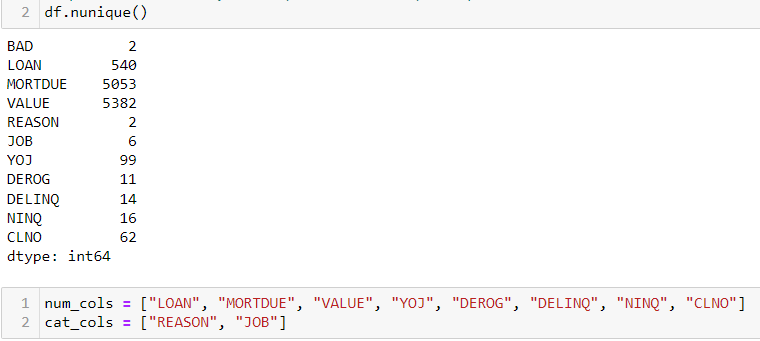 2 df.nunique()
BAD 2
LOAN 540
MORTDUE 5053
VALUE 5382
REASON 2
JOB 6
YOJ 99
DEROG 11
DELINQ 14
NINQ 16
CLNO 62
dtype: int64
1 num_cols = ["LOAN", "MORTDUE", "VALUE", "YOJ", "DEROG", "DELINQ", "NINQ", "CLNO"]
2 cat_cols = ["REASON", "JOB"]